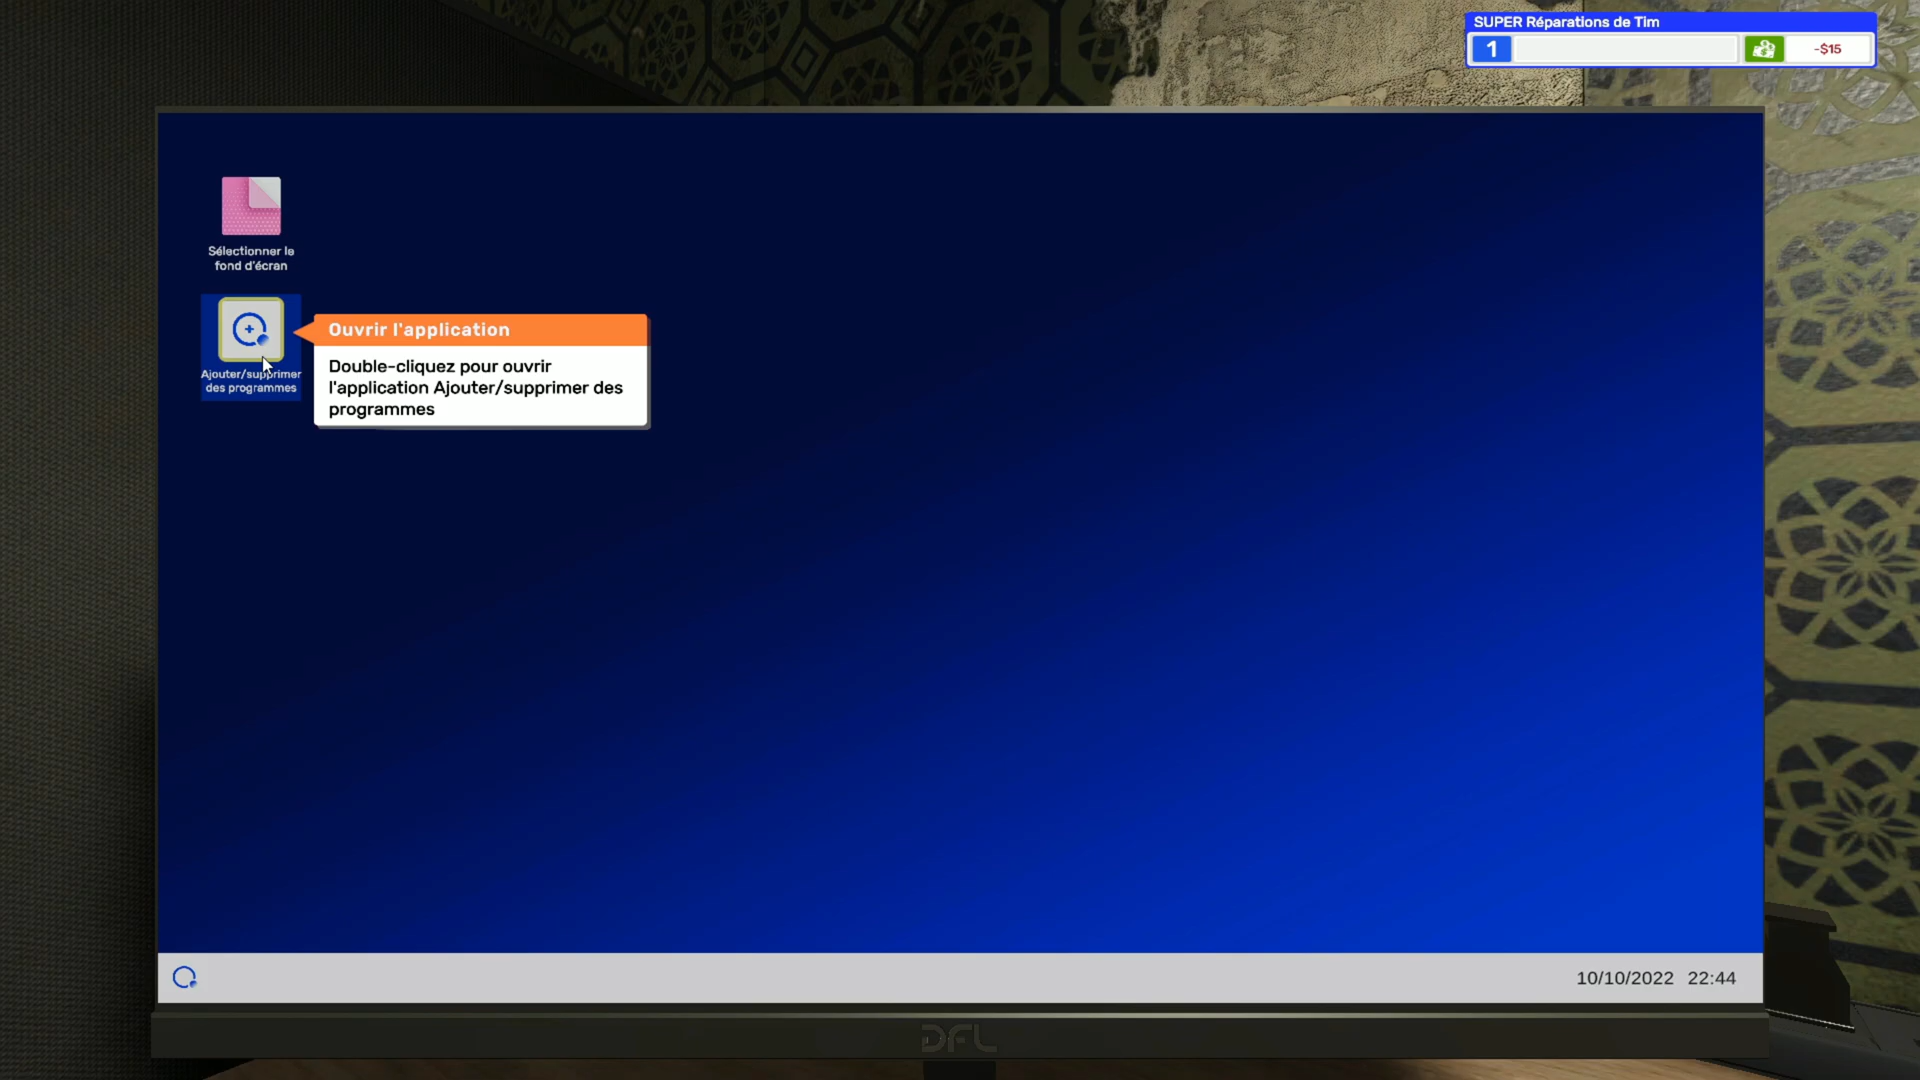 SUPER Réparations de Tim
1
-$15
Sélectionner le
fond d'écran
Ouvrir l'application
Double-cliquez pour ouvrir
l'application Ajouter/supprimer des
programmes
Ajouter/supprimer
des programmes
10/10/2022 22:44
DFL